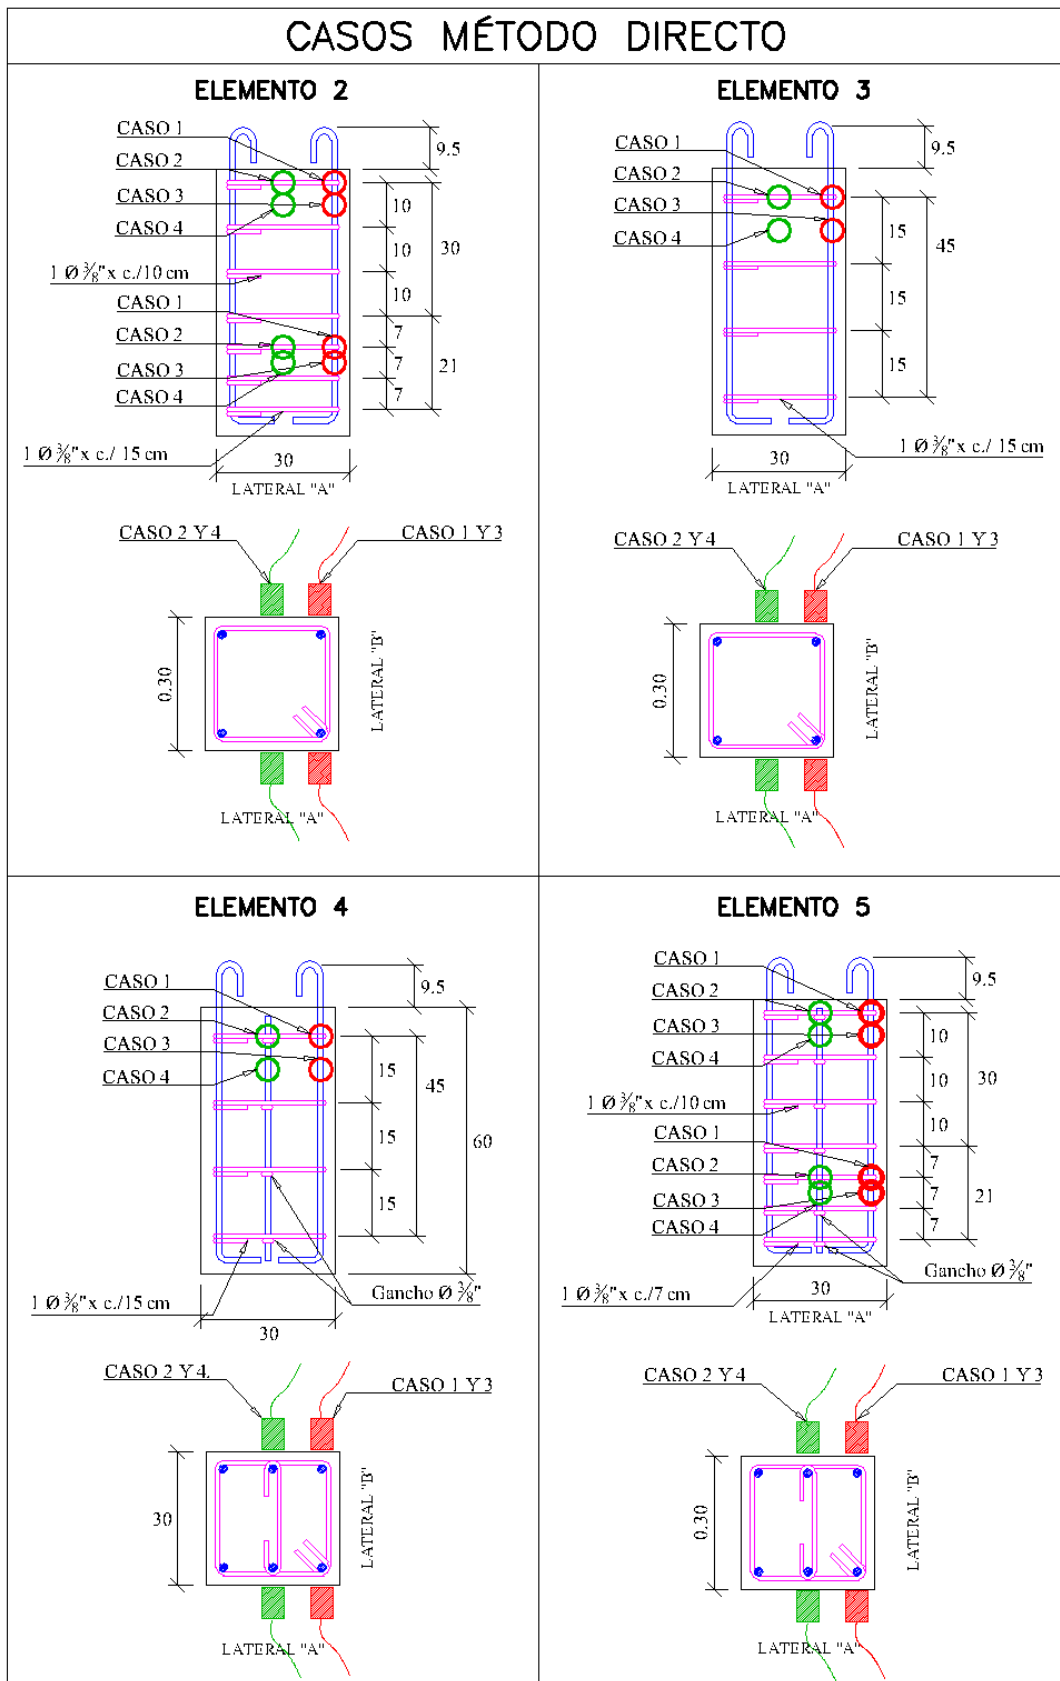 CASOS MÉTODO DIRECTO
ELEMENTO 2
CASO 1
CASO 2
CASO 3
CASO 4
1 Ø 3/8" x c./10 cm
CASO 1
CASO 2
CASO 3
CASO 4
1 Ø 3/8" x c./ 15 cm
9.5
10
10
10
30
7
7
7
21
30
LATERAL "A"
CASO 2 Y 4
CASO 1 Y 3
0.30
LATERAL "B"
LATERAL "A"
ELEMENTO 3
CASO 1
CASO 2
CASO 3
CASO 4
9.5
15
15
15
45
1 Ø 3/8" x c./ 15 cm
30
LATERAL "A"
CASO 2 Y 4
CASO 1 Y 3
0.30
LATERAL "B"
LATERAL "A"
ELEMENTO 4
CASO 1
CASO 2
CASO 3
CASO 4
9.5
15
15
15
45
60
1 Ø 3/8" x c./15 cm
Gancho Ø 3/8"
30
CASO 2 Y 4.
CASO 1 Y 3
30
LATERAL "B"
LATERAL "A"
ELEMENTO 5
CASO 1
CASO 2
CASO 3
CASO 4
1 Ø 3/8" x c./10 cm
CASO 1
CASO 2
CASO 3
CASO 4
1 Ø 3/8" x c./7 cm
9.5
10
10
10
30
7
7
7
21
Gancho Ø 3/8"
30
LATERAL "A"
CASO 2 Y 4
CASO 1 Y 3
0.30
LATERAL "B"
LATERAL "A"